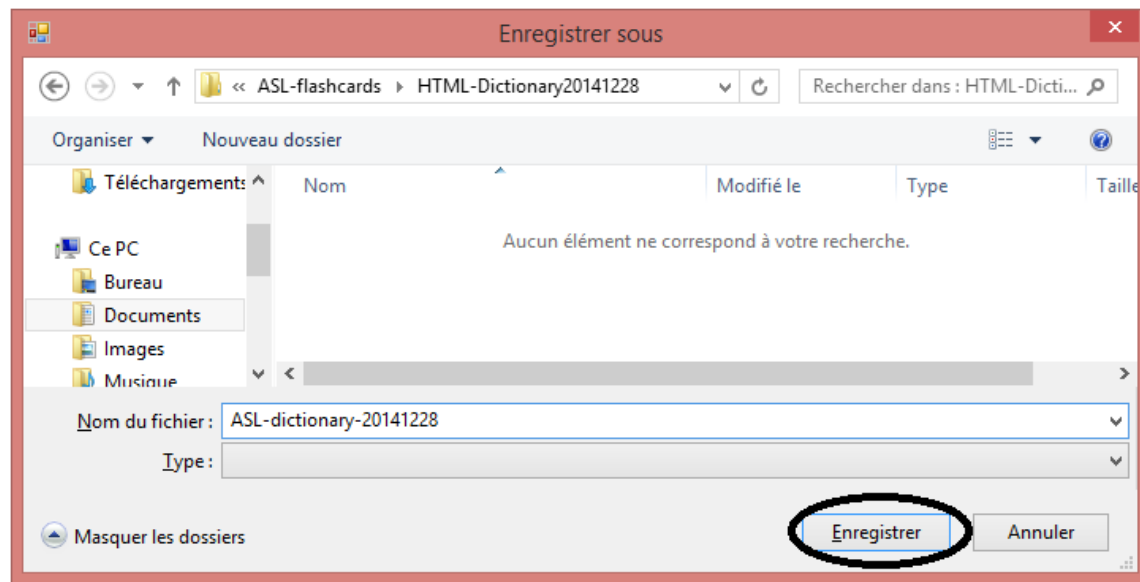 Enregistrer sous
« ASL-flashcards HTML-Dictionary20141228
Rechercher dans : HTML-Dicti...
Organiser Nouveau dossier
Téléchargements
Nom Modifié le Type Taille
Ce PC
Aucun élément ne correspond à votre recherche.
Bureau
Documents
Images
Musique
Nom du fichier : ASL-dictionary-20141228
Type :
Masquer les dossiers
Enregistrer Annuler